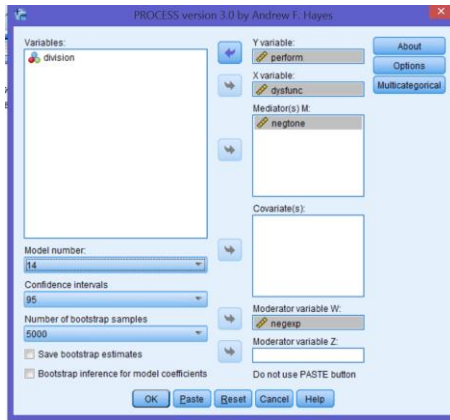 PROCESS version 3.0 by Andrew F. Hayes
Variables:
division
Y variable:
perform
X variable:
dysfunc
Mediator(s) M:
negtone
Covariate(s):
About
Options
Multicategorical
Model number:
14
Confidence intervals
95
Number of bootstrap samples
5000
Save bootstrap estimates
Bootstrap inference for model coefficients
Moderator variable W:
negexp
Moderator variable Z:
Do not use PASTE button
OK
Paste
Reset
Cancel
Help